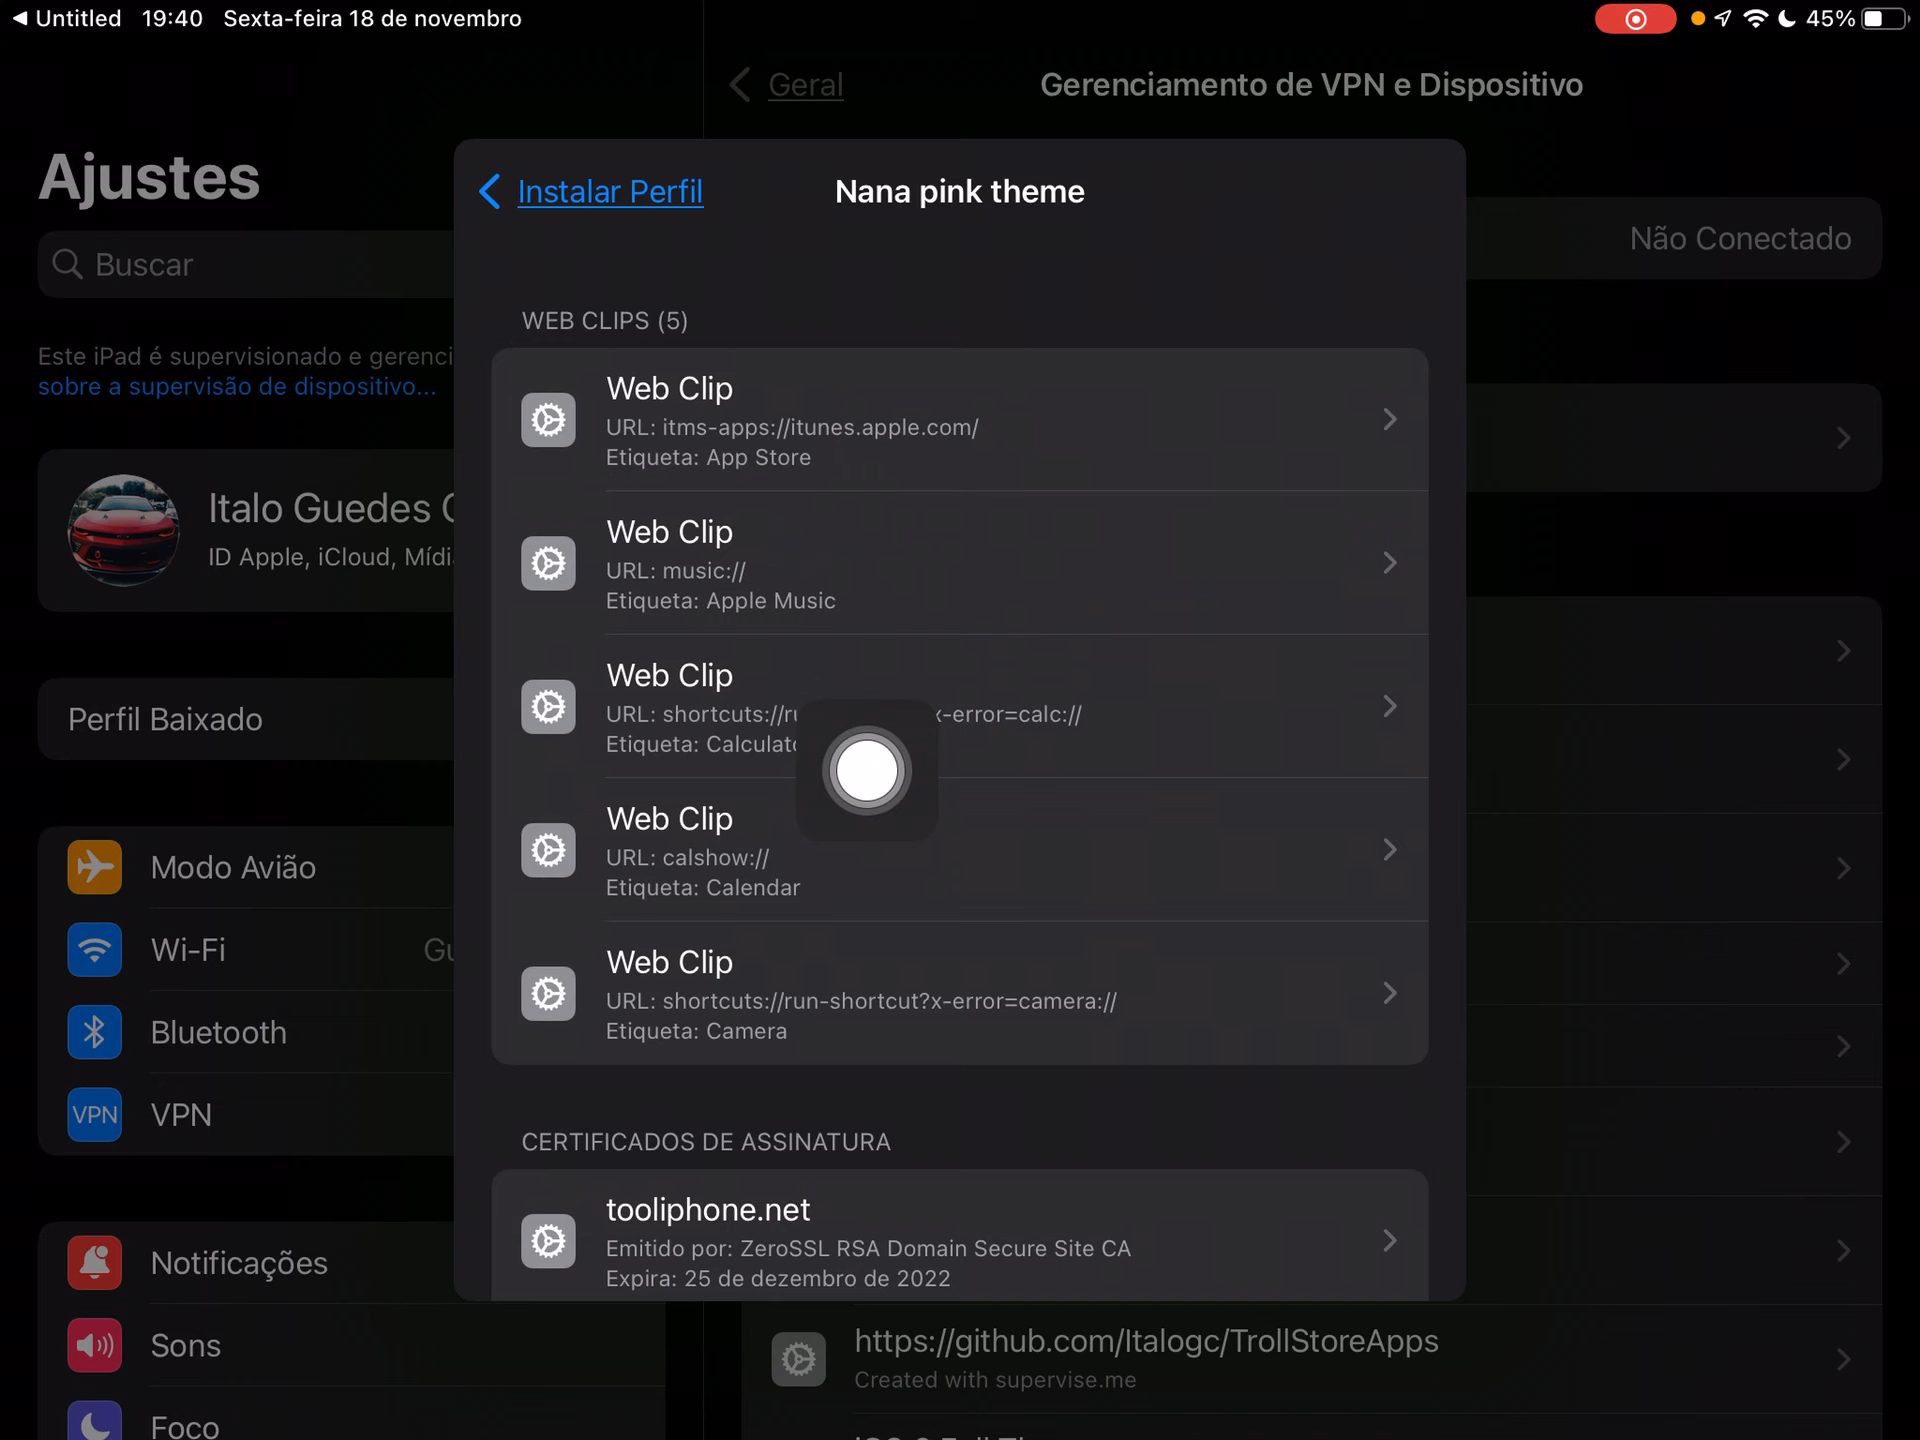 ◀ Untitled 19:40 Sexta-feira 18 de novembro
45%
Ajustes
Buscar
Este iPad é supervisionado e
sobre a supervisão de dispositivo...
Italo Guedes
ID Apple, iCloud,
Perfil Baixado
Modo Avião
Wi-Fi
Bluetooth
VPN VPN
Notificações
Sons
Foco
Geral
Gerenciamento de VPN e Dispositivo
Não Conectado
Instalar Perfil
Nana pink theme
WEB CLIPS (5)
Web Clip
URL: itms-apps://itunes.apple.com/
Etiqueta: App Store
Web Clip
URL: music://
Etiqueta: Apple Music
Web Clip
URL: shortcuts://ru x-error=calc://
Etiqueta:
Web Clip
URL: calshow://
Etiqueta: Calendar
Web Clip
URL: shortcuts://run-shortcut?x-error=camera://
Etiqueta: Camera
CERTIFICADOS DE ASSINATURA
tooliphone.net
Emitido por: ZeroSSL RSA Domain Secure Site CA
Expira: 25 de dezembro de 2022
https://github.com/Italogc/TrollStoreApps
Created with supervise.me